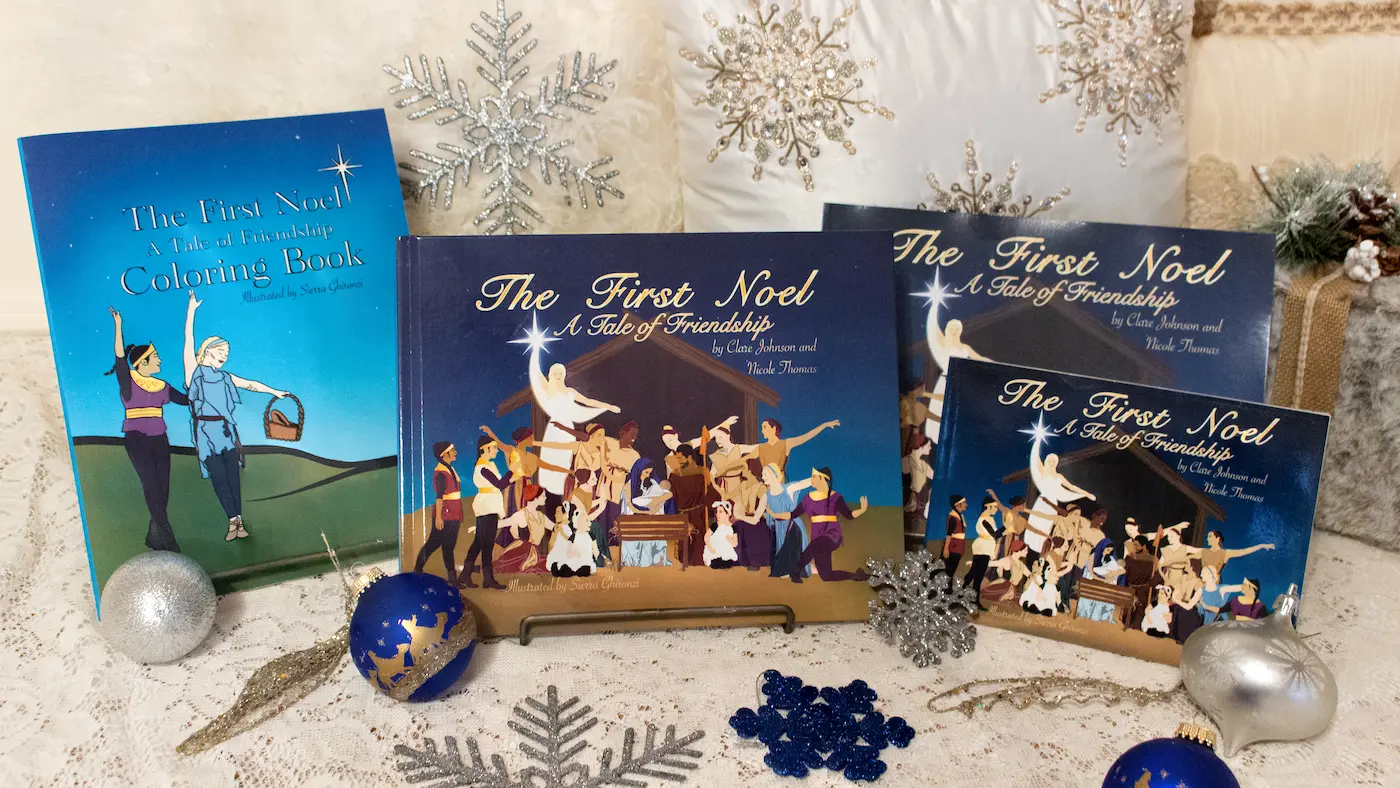 The First Noel
A Tale of Friendship
Coloring Book
Illustrated by Sierra Ghironzi
The First Noel
A Tale of Friendship
by Clare Johnson and
Nicole Thomas
Illustrated by Sierra Ghironzi
The First Noel
A Tale of Friendship
by Clare Johnson and
Nicole Thomas
The First Noel
A Tale of Friendship
by Clare Johnson and
Nicole Thomas
Illustrated by Sierra Ghironzi